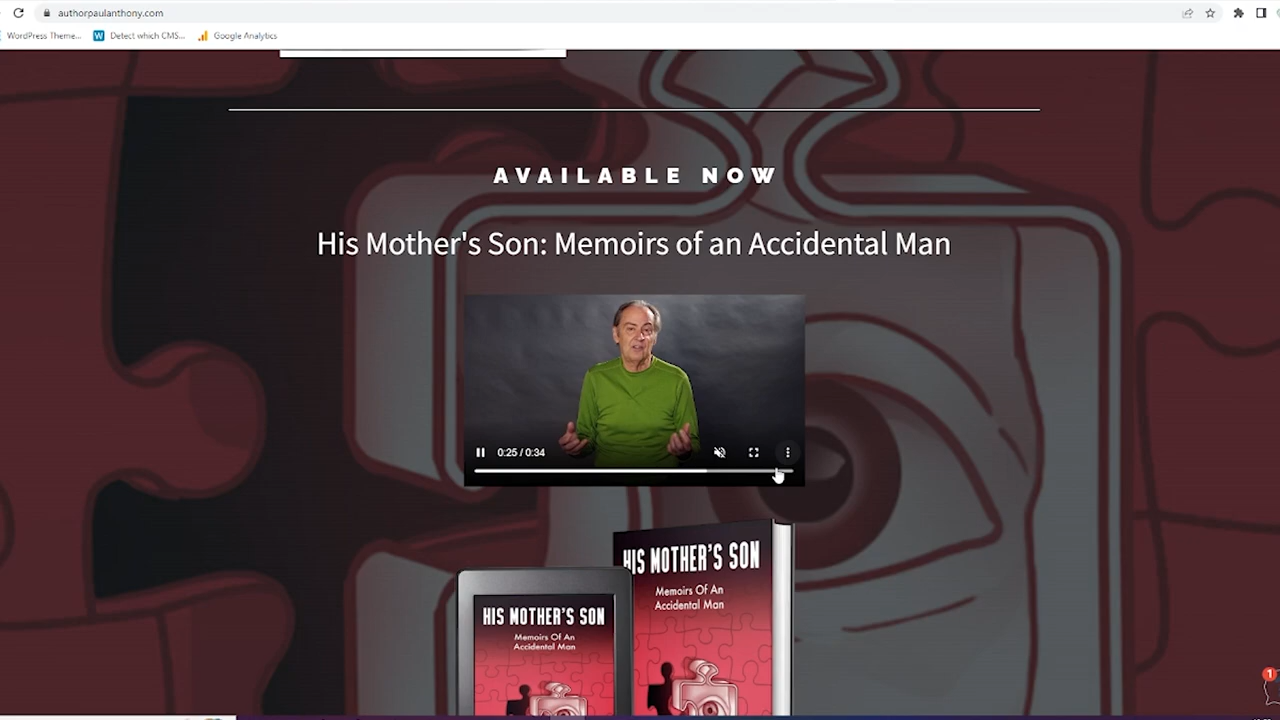 authorpaulanthony.com
WordPress Theme... Detect which CMS... Google Analytics
AVAILABLE NOW
His Mother's Son: Memoirs of an Accidental Man
0:25 / 0:34
HIS MOTHER'S SON
Memoirs Of An
Accidental Man
HIS MOTHER'S SON
Memoirs Of An
Accidental Man
1